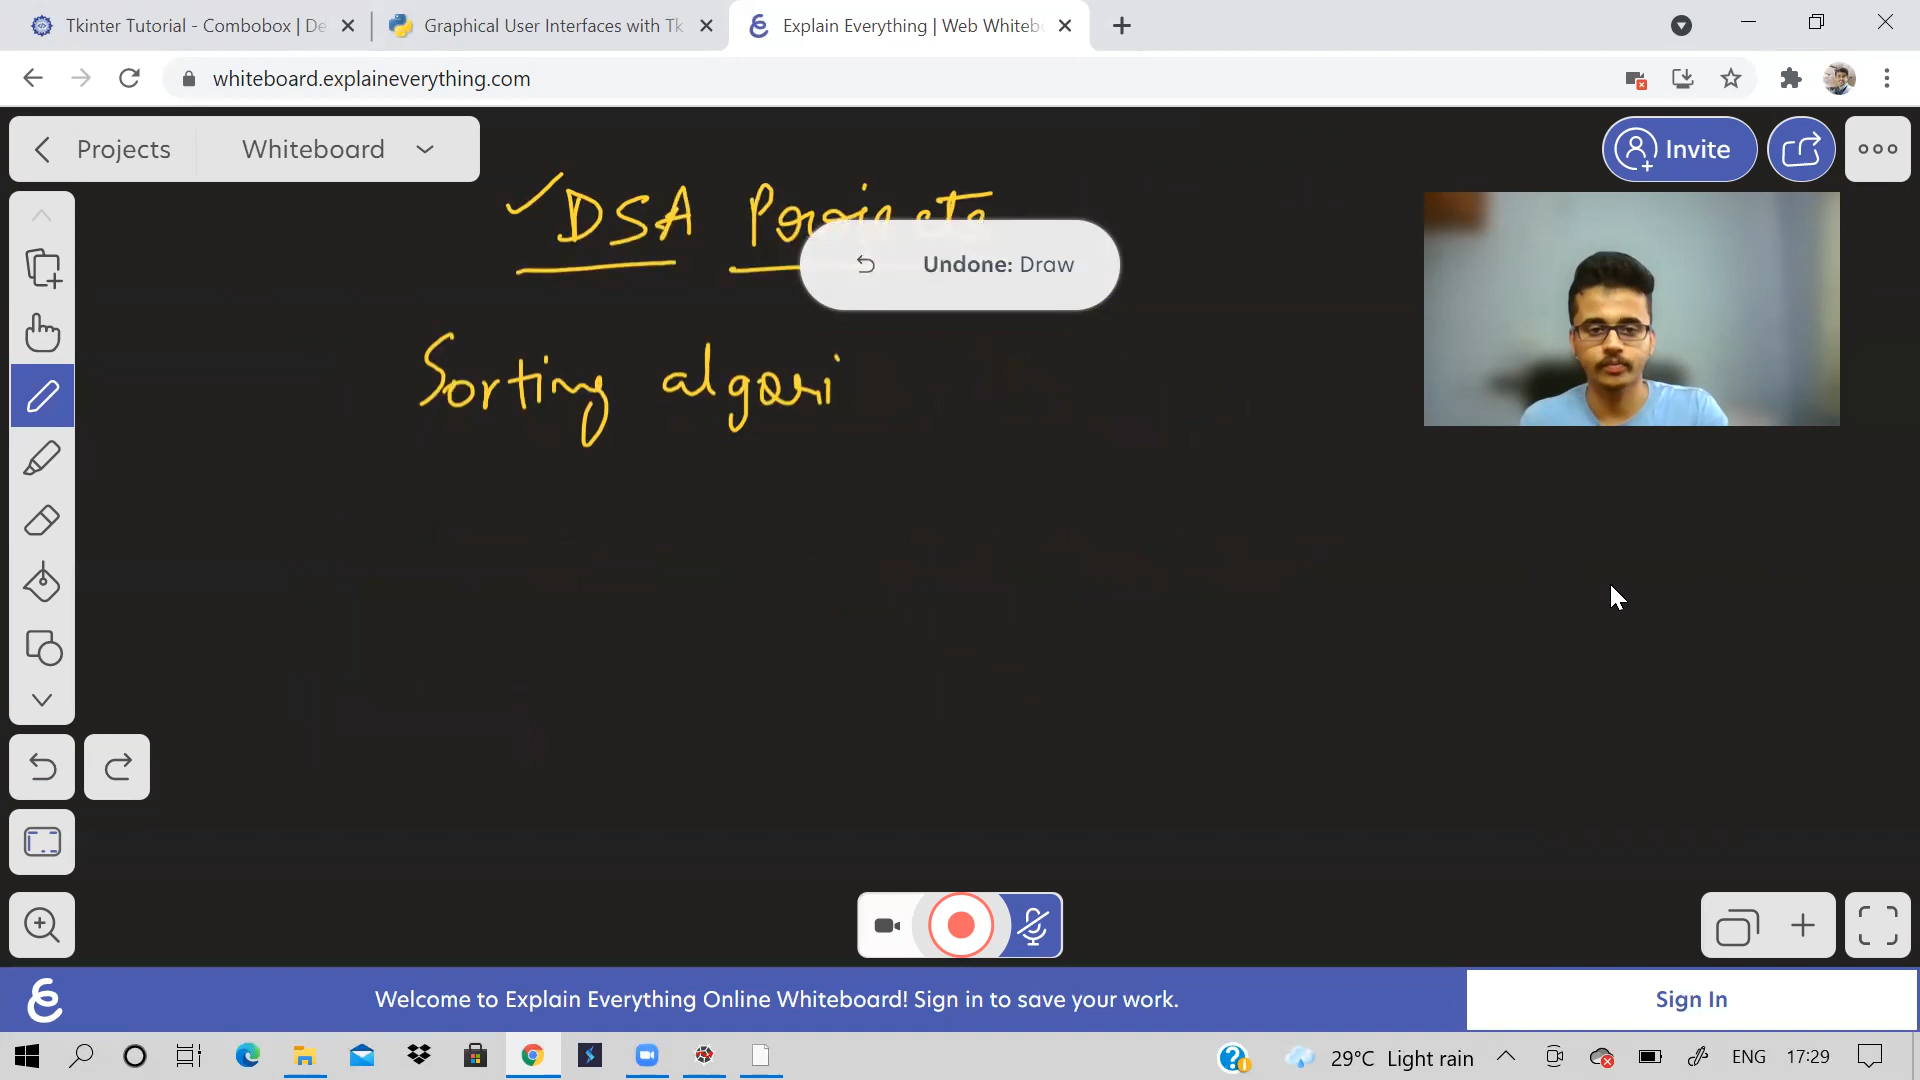 Tkinter Tutorial - Combobox | De
Graphical User Interfaces with Tk
Explain Everything | Web Whitebo
whiteboard.explaineverything.com
Projects
Whiteboard
Invite
✓DSA Projects
Undone: Draw
Sorting algori
Welcome to Explain Everything Online Whiteboard! Sign in to save your work.
Sign In
29°C Light rain
ENG
17:29